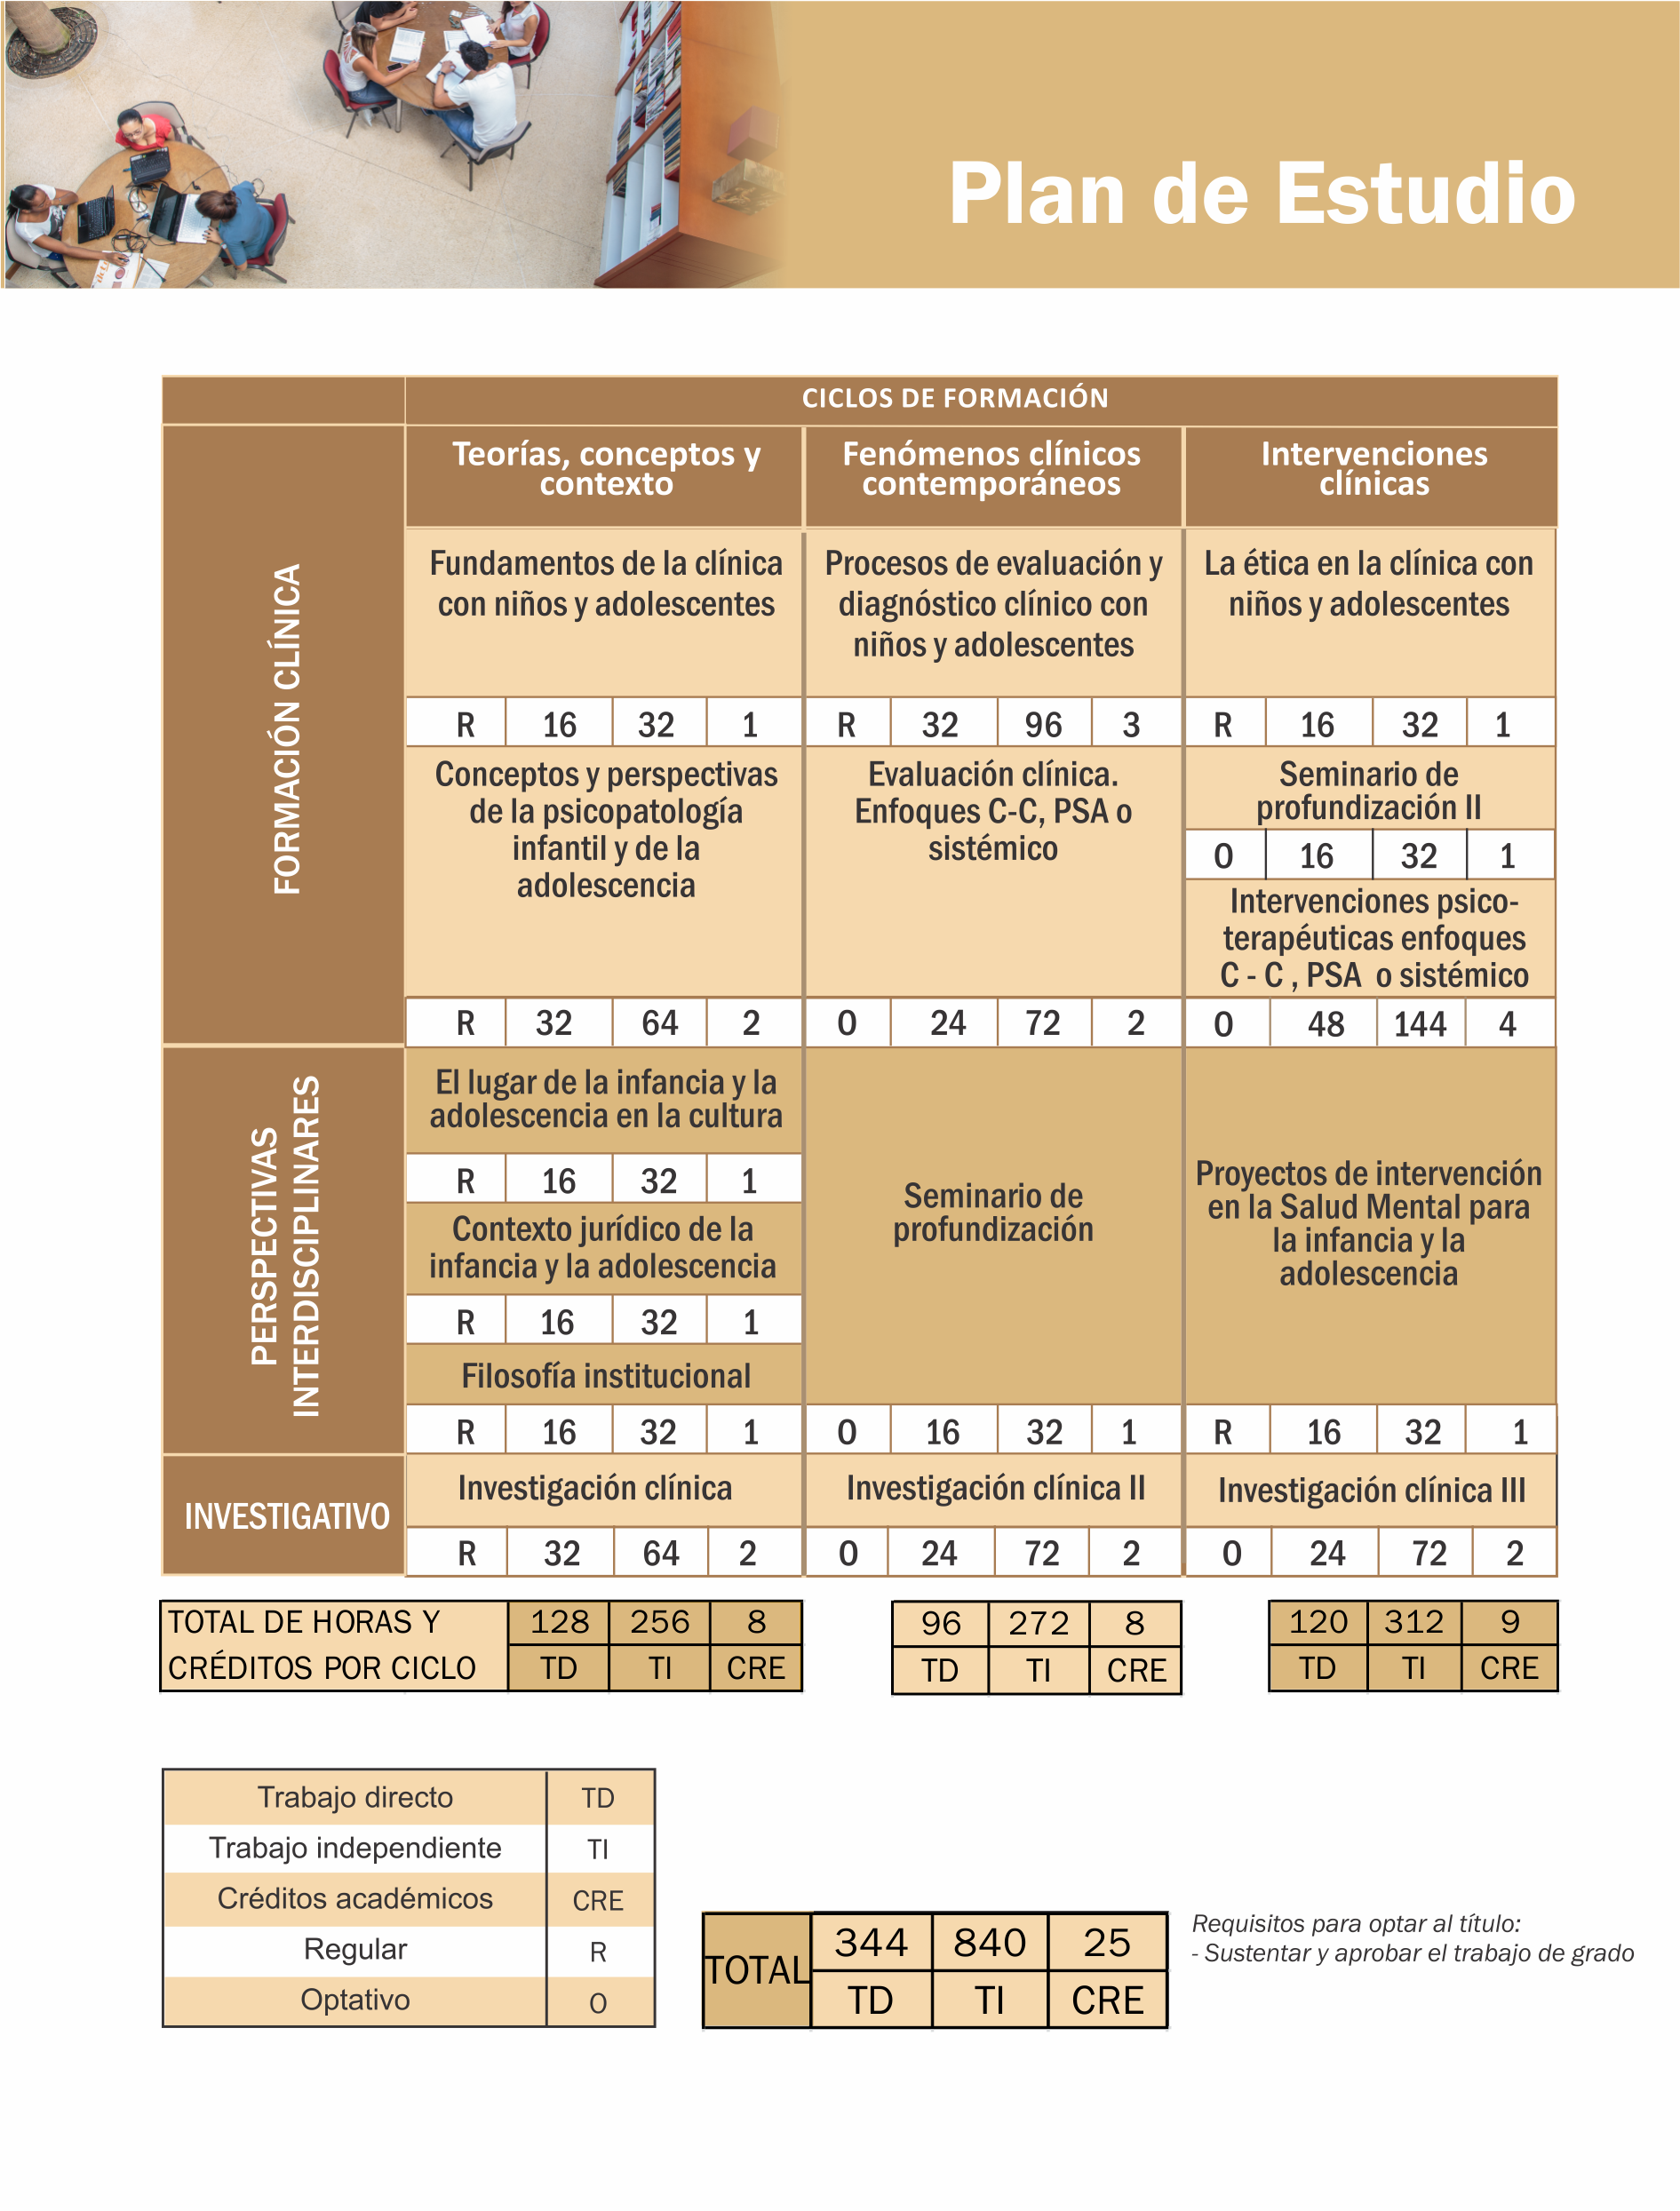 Plan de Estudio
CICLOS DE FORMACIÓN
FORMACIÓN CLÍNICA
Teorías, conceptos y
contexto
Fenómenos clínicos
contemporáneos
Intervenciones
clínicas
Fundamentos de la clínica
con niños y adolescentes
Procesos de evaluación y
diagnóstico clínico con
niños y adolescentes
La ética en la clínica con
niños y adolescentes
R 16 32 1
R 32 96 3
R 16 32 1
Conceptos y perspectivas
de la psicopatología
infantil y de la
adolescencia
Evaluación clínica.
Enfoques C-C, PSA o
sistémico
Seminario de
profundización II
O 16 32 1
Intervenciones psico-
terapéuticas enfoques
C - C , PSA o sistémico
R 32 64 2
O 24 72 2
O 48 144 4
PERSPECTIVAS
INTERDISCIPLINARES
El lugar de la infancia y la
adolescencia en la cultura
R 16 32 1
Contexto jurídico de la
infancia y la adolescencia
R 16 32 1
Filosofía institucional
R 16 32 1
Seminario de
profundización
O 16 32 1
Proyectos de intervención
en la Salud Mental para
la infancia y la
adolescencia
R 16 32 1
INVESTIGATIVO
Investigación clínica
Investigación clínica II
Investigación clínica III
R 32 64 2
O 24 72 2
O 24 72 2
TOTAL DE HORAS Y
CRÉDITOS POR CICLO
128 256 8
TD TI CRE
96 272 8
TD TI CRE
120 312 9
TD TI CRE
Trabajo directo TD
Trabajo independiente TI
Créditos académicos CRE
Regular R
Optativo O
TOTAL
344 840 25
TD TI CRE
Requisitos para optar al título:
- Sustentar y aprobar el trabajo de grado